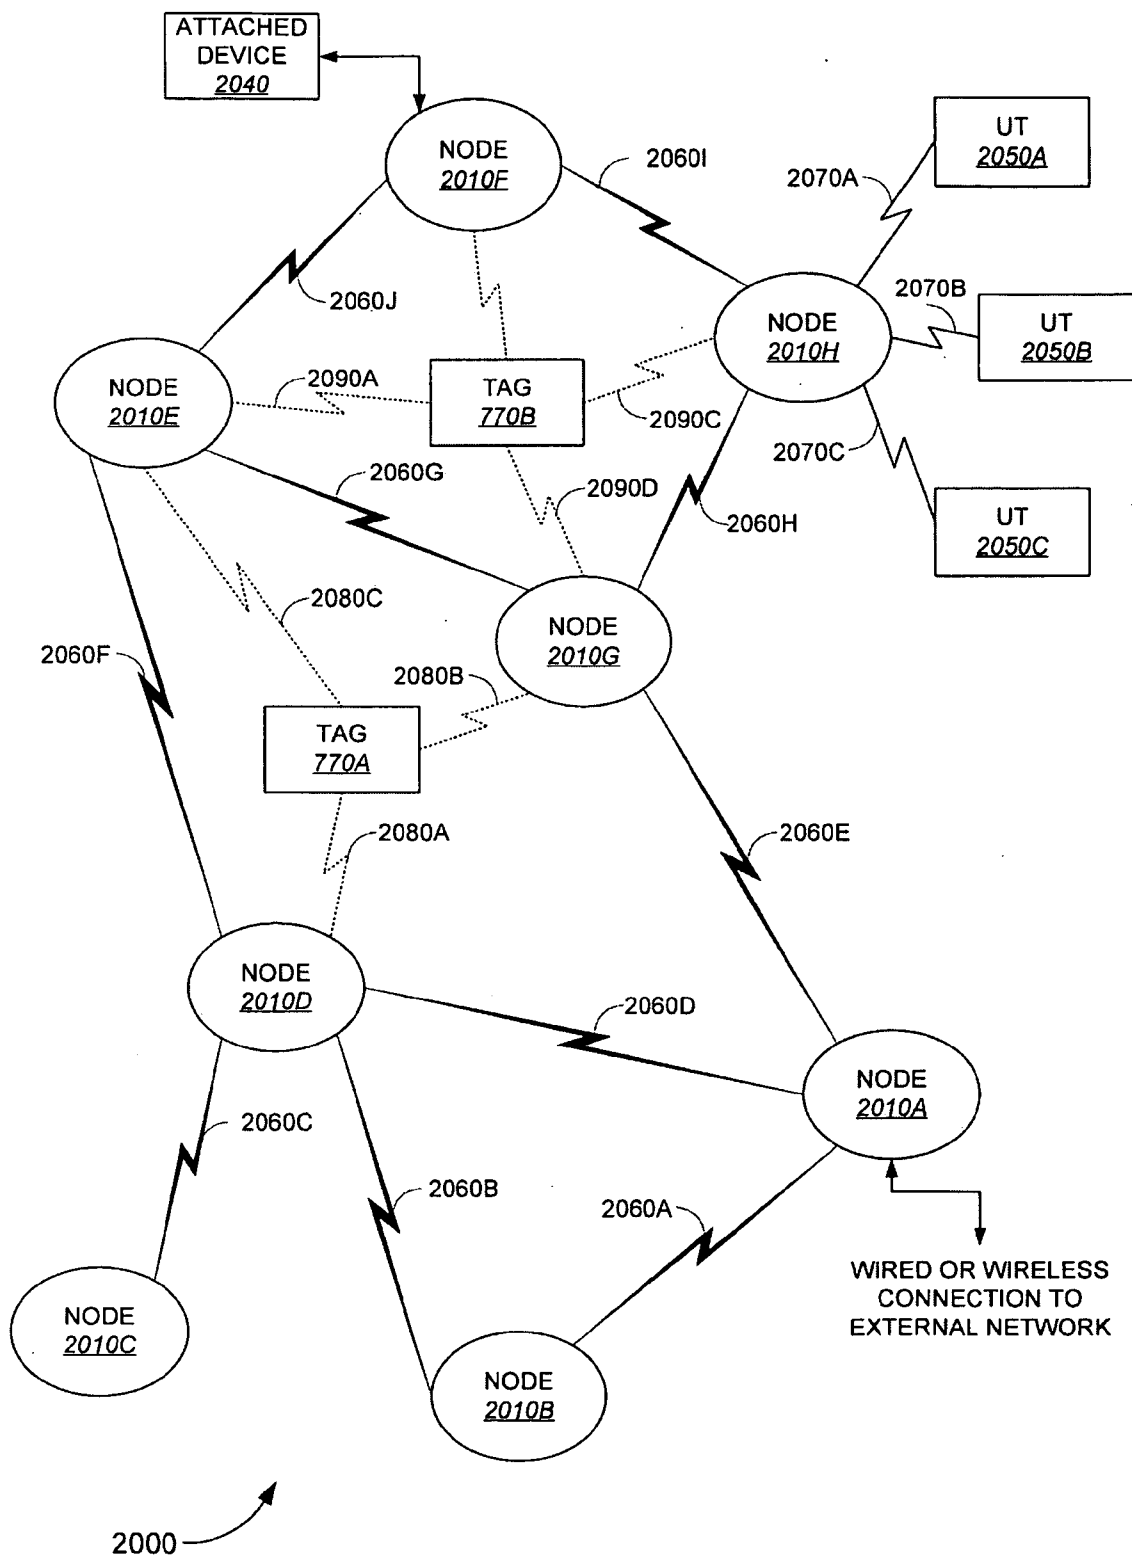 ATTACHED
DEVICE
2040
NODE
2010F
2060I
UT
2050A
2070A
2060J
2070B
NODE
2010H
UT
2050B
NODE
2010E
2090A
TAG
770B
2090C
2070C
2060G
2090D
2060H
UT
2050C
2080C
NODE
2010G
2060F
2080B
TAG
770A
2080A
2060E
NODE
2010D
2060D
NODE
2010A
2060C
2060B
2060A
WIRED OR WIRELESS
CONNECTION TO
EXTERNAL NETWORK
NODE
2010C
NODE
2010B
2000